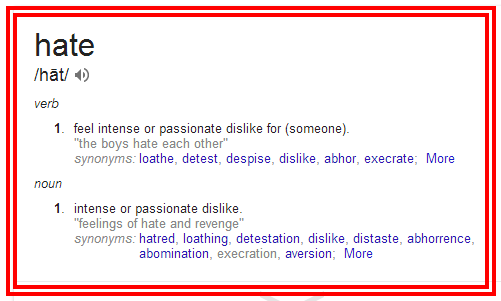 hate
/hāt/
verb
1. feel intense or passionate dislike for (someone).
"the boys hate each other"
synonyms: loathe, detest, despise, dislike, abhor, execrate; More
noun
1. intense or passionate dislike.
"feelings of hate and revenge"
synonyms: hatred, loathing, detestation, dislike, distaste, abhorrence,
abomination, execration, aversion; More